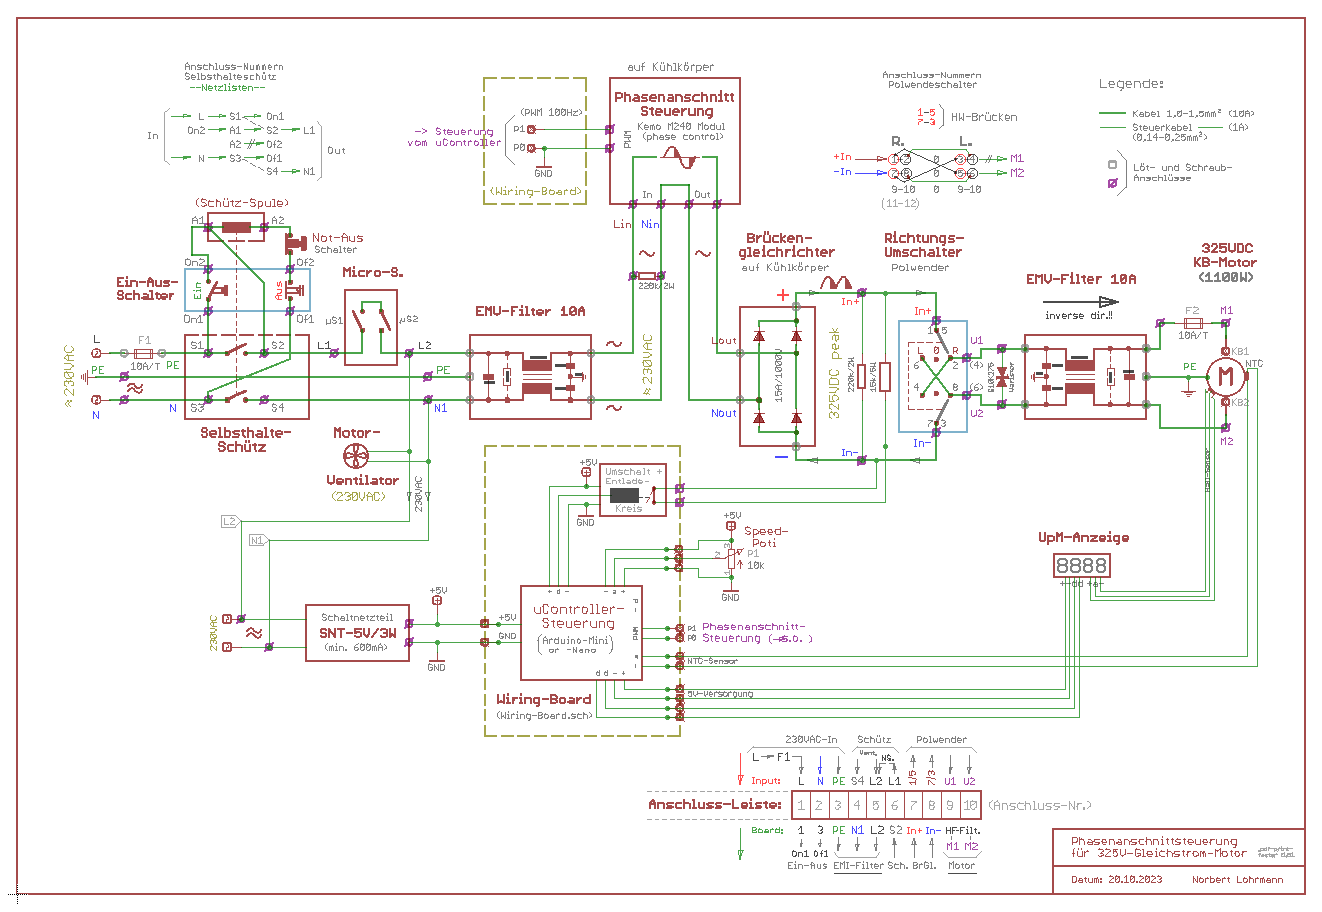 Anschluss-Nummern
Selbsthalteschütz
--Netzlisten--
In
L S1 On1
On2 A1 S2 L1
A2 Of2
N S3 Of1
S4 N1
Out
(PWM 100Hz)
P1
P0
GND
(Wiring-Board)
-> Steuerung
vom uController
auf Kühlkörper
Phasenanschnitt
Steuerung
Kemo M240 Modul
(phase control)
PWM
In Out
Lin Nin
220k/2W
Anschluss-Nummern
Polwendeschalter
1-5
7-3
HW-Brücken
R. L.
+In 1 2 0 3 4 M1
-In 7 8 0 5 6 M2
9-10 0 9-10
(11-12)
Legende:
Kabel 1,0-1,5mm² (10A)
Steuerkabel (1A)
(0,14-0,25mm²)
Löt- und Schraub-
Anschlüsse
(Schütz-Spule)
A1 A2
Not-Aus
Schalter
On2 Of2
Ein-Aus-
Schalter
Ein Aus
On1 Of1
Micro-S.
µS1 µS2
≈230VAC
L F1
10A/T PE
PE
N N
S1 S2 L1 L2
S3 S4 N1
PE
Selbsthalte-
Schütz
EMV-Filter 10A
≈230VAC
Brücken-
gleichrichter
auf Kühlkörper
+
Lout
Nout
15A/1000V
-
325VDC peak
In+
In-
220k/2W
15k/5W
Richtungs-
Umschalter
Polwender
In+
1 5
L 0 R
6 2 (4)
4 8 (6)
7 3
In-
U1
U2
S10K275
Varistor
EMV-Filter 10A
inverse dir.!!
325VDC
KB-Motor
(1100W)
F2 M1
10A/T
KB1
NTC
PE
M
KB2
M2
Hall-Sensor
Motor-
Ventilator
(230VAC)
230VAC
L2
N1
+5V
GND
Umschalt +
Entlade-
Kreis
+5V
Speed-
Poti
P1
10k
GND
UpM-Anzeige
8888
+-dd +a-
230VAC
Schaltnetzteil
SNT-5V/3W
(min. 600mA)
+5V
GND
+5V
GND
+ d - - a +
uController-
Steuerung
(Arduino-Mini
or -Nano)
PWM
d d - +
P1 Phasenanschnitt-
P0 Steuerung (->s.o. )
NTC-Sensor
5V-Versorgung
Wiring-Board
(Wiring-Board.sch)
230VAC-In Schütz Polwender
L F1 Vent. NG.
Input: L N PE S4 L2 L1 1/5 7/3 U1 U2
Anschluss-Leiste: 1 2 3 4 5 6 7 8 9 10 (Anschluss-Nr.)
Board: 1 3 PE N1 L2 S2 In+ In- HF-Filt.
On1 Of1 M1 M2
Ein-Aus EMI-Filter Sch. BrGl. Motor
Phasenanschnittsteuerung
für 325V-Gleichstrom-Motor
Datum: 20.10.2023 Norbert Lohrmann